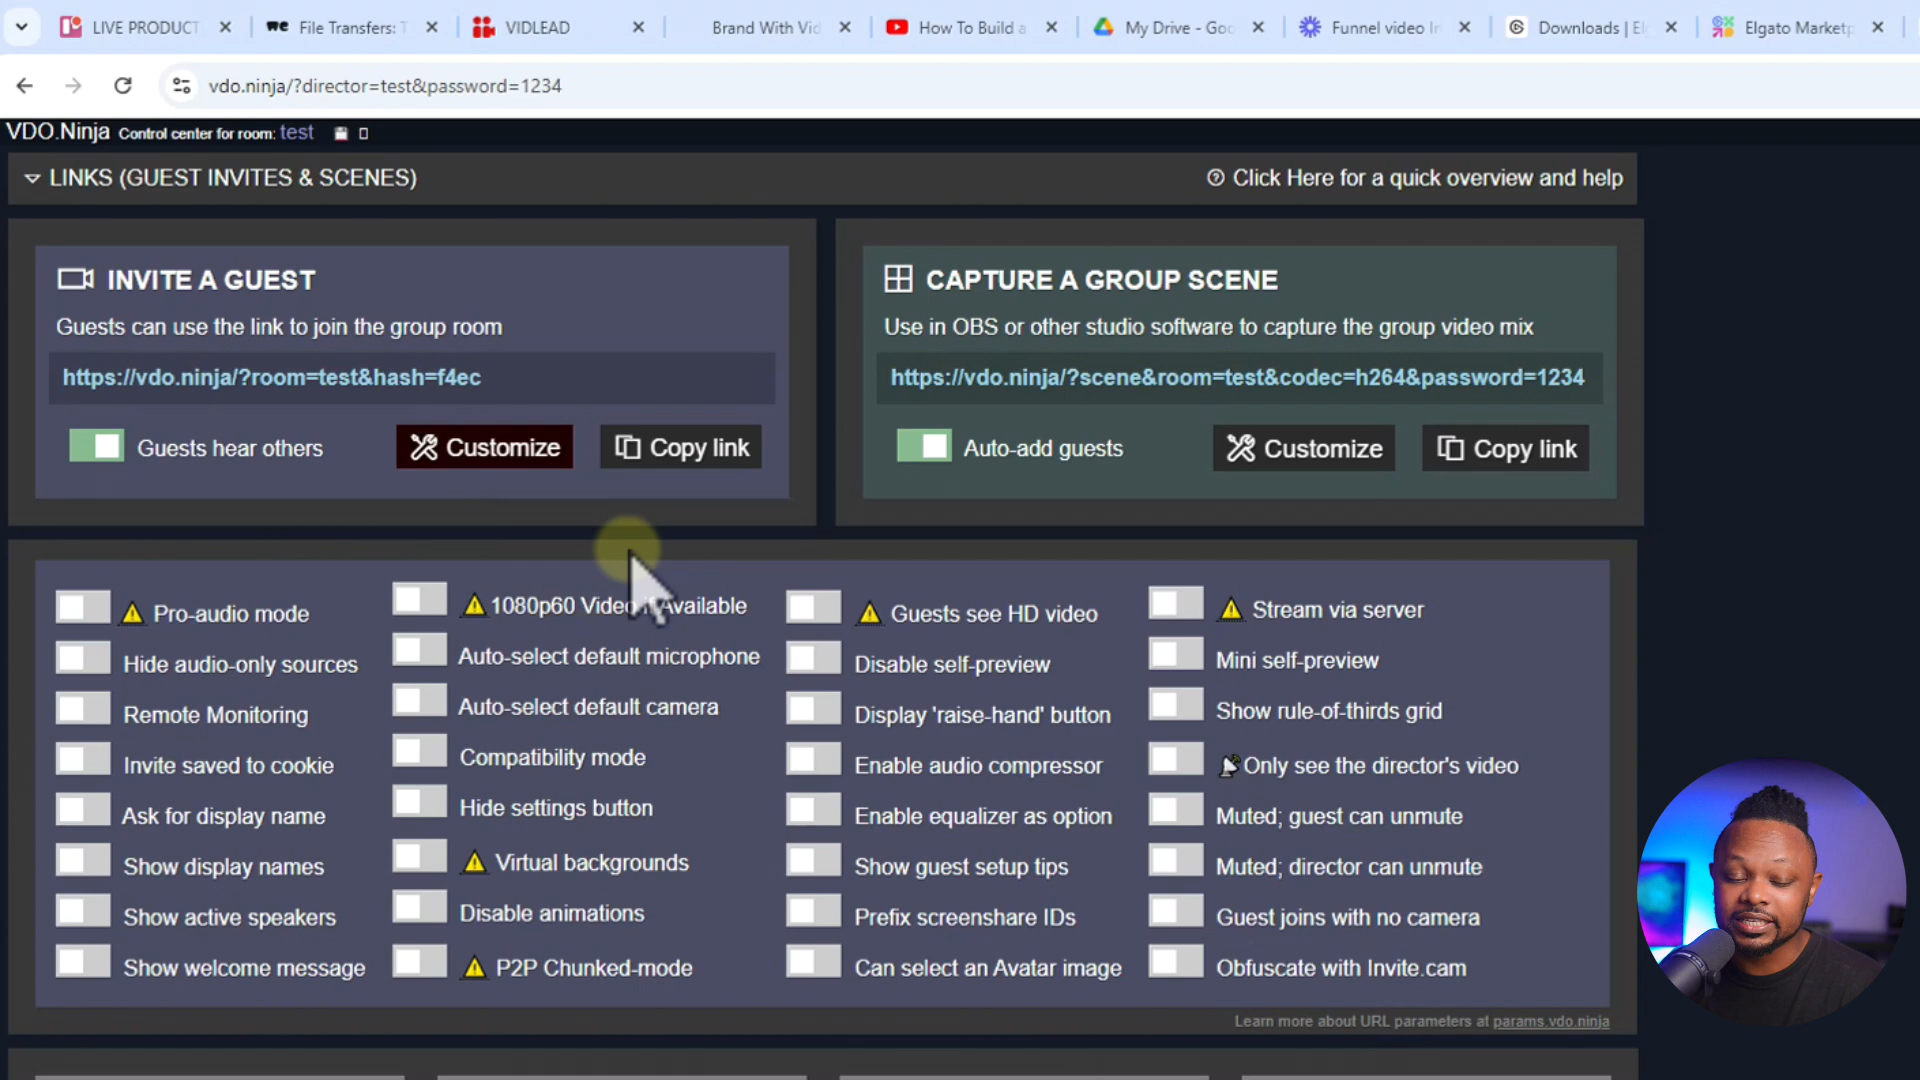 LIVE PRODUCT
File Transfers: T
VIDLEAD
Brand With Vid
How To Build a
My Drive - Goo
Funnel video In
Downloads | El
Elgato Marketp
vdo.ninja/?director=test&password=1234
VDO.Ninja Control center for room: test
LINKS (GUEST INVITES & SCENES)
Click Here for a quick overview and help
INVITE A GUEST
Guests can use the link to join the group room
https://vdo.ninja/?room=test&hash=f4ec
Guests hear others
Customize
Copy link
CAPTURE A GROUP SCENE
Use in OBS or other studio software to capture the group video mix
https://vdo.ninja/?scene&room=test&codec=h264&password=1234
Auto-add guests
Customize
Copy link
Pro-audio mode
Hide audio-only sources
Remote Monitoring
Invite saved to cookie
Ask for display name
Show display names
Show active speakers
Show welcome message
1080p60 Video if Available
Auto-select default microphone
Auto-select default camera
Compatibility mode
Hide settings button
Virtual backgrounds
Disable animations
P2P Chunked-mode
Guests see HD video
Disable self-preview
Display 'raise-hand' button
Enable audio compressor
Enable equalizer as option
Show guest setup tips
Prefix screenshare IDs
Can select an Avatar image
Stream via server
Mini self-preview
Show rule-of-thirds grid
Only see the director's video
Muted; guest can unmute
Muted; director can unmute
Guest joins with no camera
Obfuscate with Invite.cam
Learn more about URL parameters at params.vdo.ninja